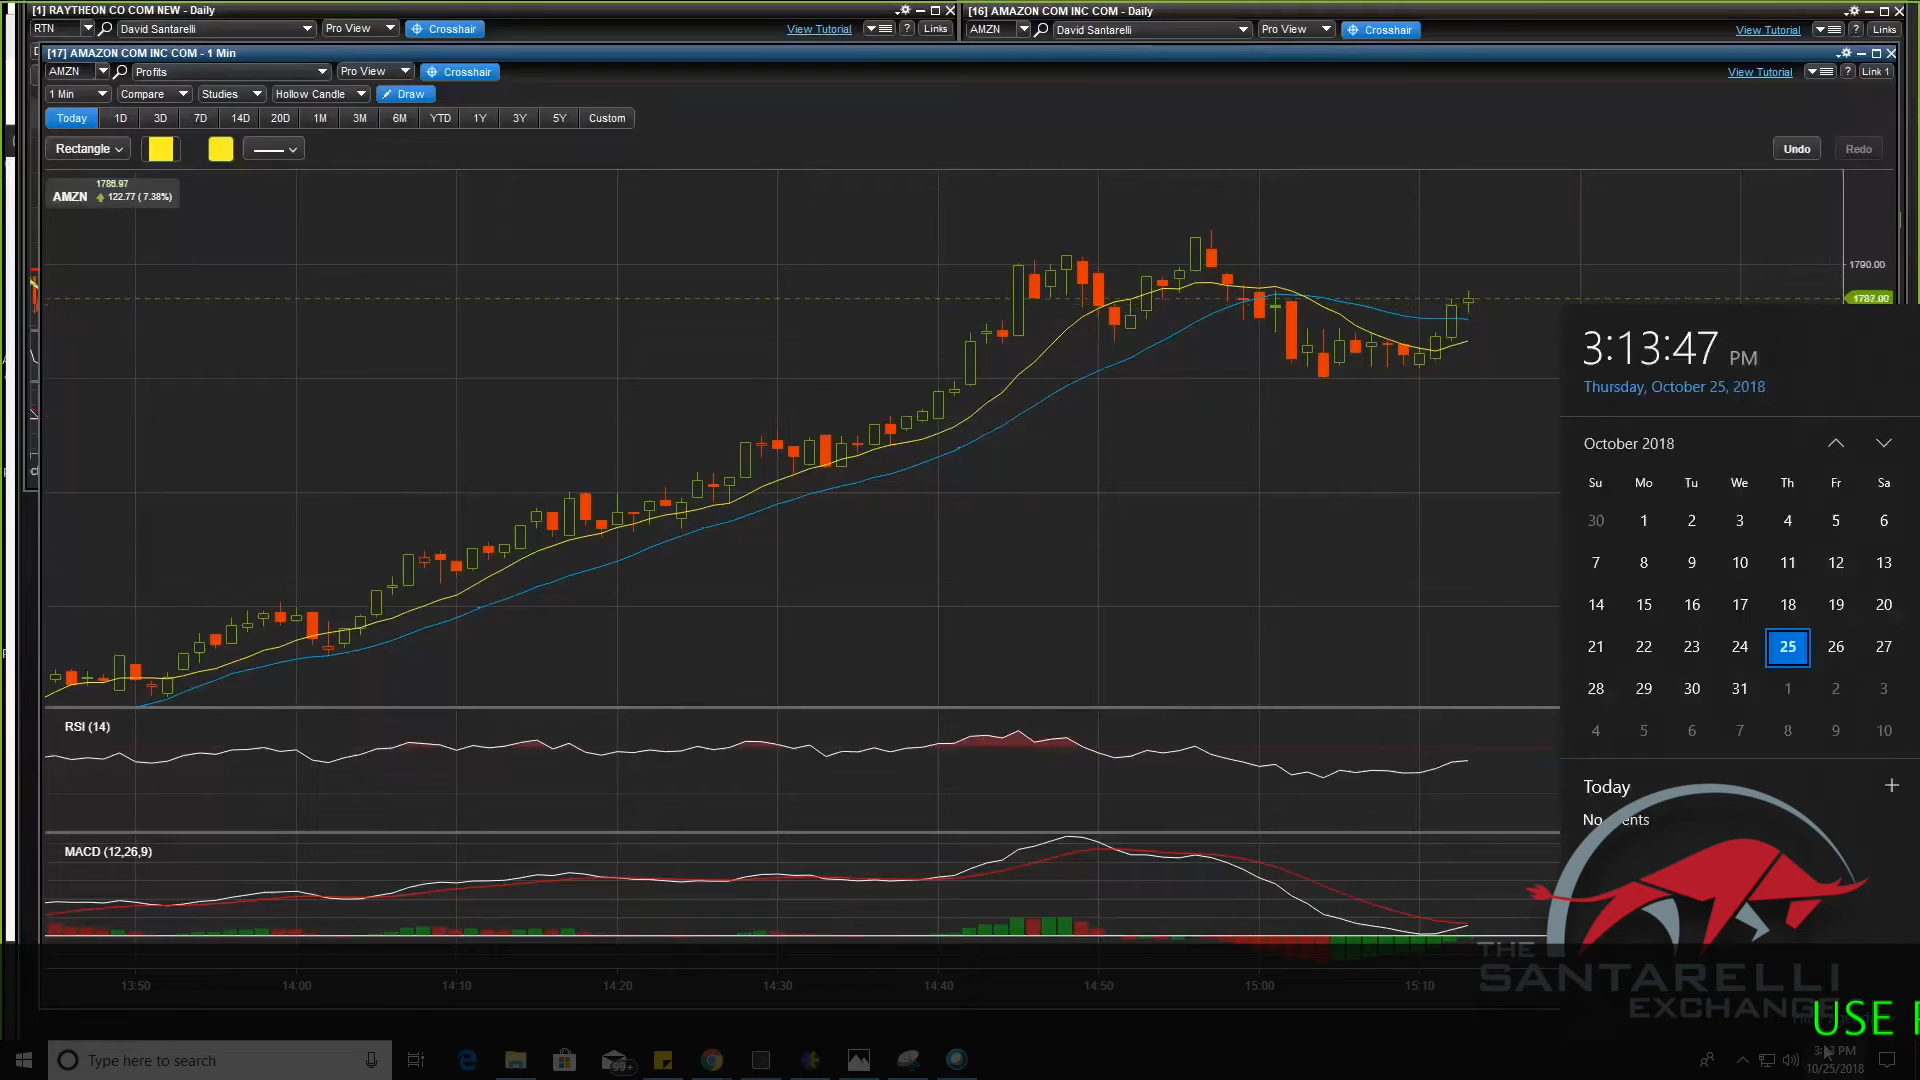 [1] RAYTHEON CO COM NEW - Daily
[16] AMAZON COM INC COM - Daily
RTN David Santarelli Pro View Crosshair View Tutorial ? Links
AMZN David Santarelli Pro View Crosshair View Tutorial ? Links
[17] AMAZON COM INC COM - 1 Min
AMZN Profits Pro View Crosshair View Tutorial ? Link 1
1 Min Compare Studies Hollow Candle Draw
Today 1D 3D 7D 14D 20D 1M 3M 6M YTD 1Y 3Y 5Y Custom
Rectangle Undo Redo
1786.97
AMZN 122.77 (7.38%)
1790.00
1787.00
3:13:47 PM
Thursday, October 25, 2018
October 2018
Su Mo Tu We Th Fr Sa
30 1 2 3 4 5 6
7 8 9 10 11 12 13
14 15 16 17 18 19 20
21 22 23 24 25 26 27
28 29 30 31 1 2 3
4 5 6 7 8 9 10
RSI (14)
Today
MACD (12,26,9)
THE
SANTARELLI
EXCHANGE
13:50 14:00 14:10 14:20 14:30 14:40 14:50 15:00 15:10
USE
Type here to search
99+
3:13 PM
10/25/2018